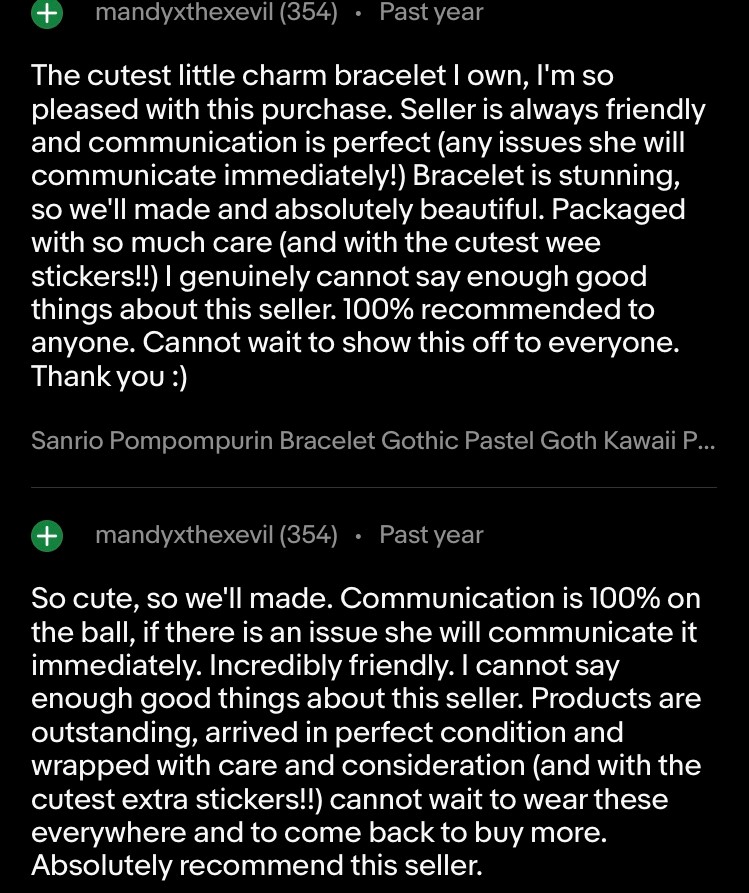 mandyxthexevil (354) • Past year
The cutest little charm bracelet I own, I'm so
pleased with this purchase. Seller is always friendly
and communication is perfect (any issues she will
communicate immediately!) Bracelet is stunning,
so we'll made and absolutely beautiful. Packaged
with so much care (and with the cutest wee
stickers!!) I genuinely cannot say enough good
things about this seller. 100% recommended to
anyone. Cannot wait to show this off to everyone.
Thank you :)
Sanrio Pompompurin Bracelet Gothic Pastel Goth Kawaii P...
mandyxthexevil (354) • Past year
So cute, so we'll made. Communication is 100% on
the ball, if there is an issue she will communicate it
immediately. Incredibly friendly. I cannot say
enough good things about this seller. Products are
outstanding, arrived in perfect condition and
wrapped with care and consideration (and with the
cutest extra stickers!!) cannot wait to wear these
everywhere and to come back to buy more.
Absolutely recommend this seller.